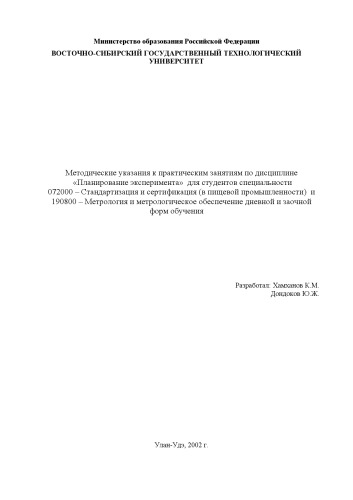 Министерство образования Российской Федерации
ВОСТОЧНО-СИБИРСКИЙ ГОСУДАРСТВЕННЫЙ ТЕХНОЛОГИЧЕСКИЙ
УНИВЕРСИТЕТ
Методические указания к практическим занятиям по дисциплине
«Планирование эксперимента» для студентов специальности
072000 – Стандартизация и сертификация (в пищевой промышленности) и
190800 – Метрология и метрологическое обеспечение дневной и заочной
форм обучения
Разработал: Хамханов К.М.
Дондоков Ю.Ж.
Улан-Удэ, 2002 г.